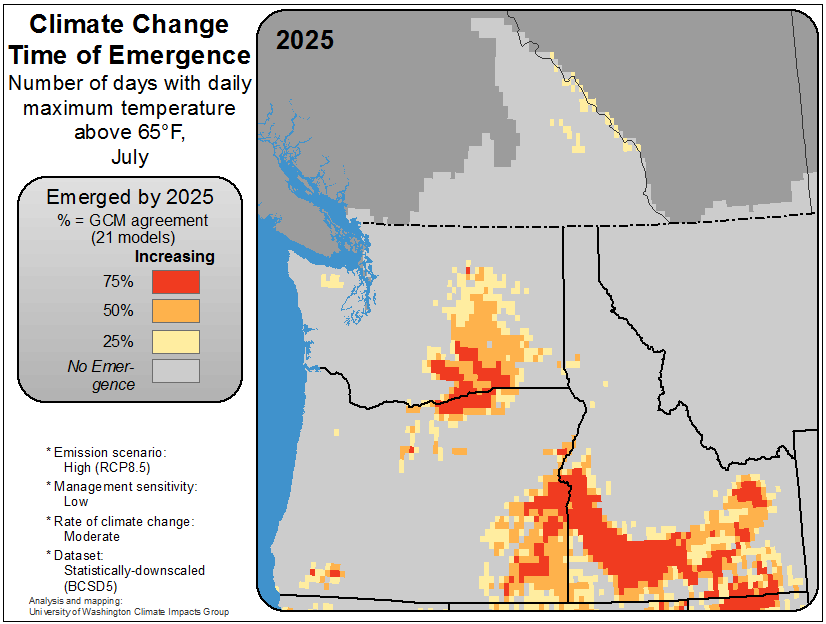 Climate Change
Time of Emergence
Number of days with daily
maximum temperature
above 65°F,
July
2025
Emerged by 2025
% = GCM agreement
(21 models)
Increasing
75%
50%
25%
No Emer-
gence
* Emission scenario:
High (RCP8.5)
* Management sensitivity:
Low
* Rate of climate change:
Moderate
* Dataset:
Statistically-downscaled
(BCSD5)
Analysis and mapping:
University of Washington Climate Impacts Group